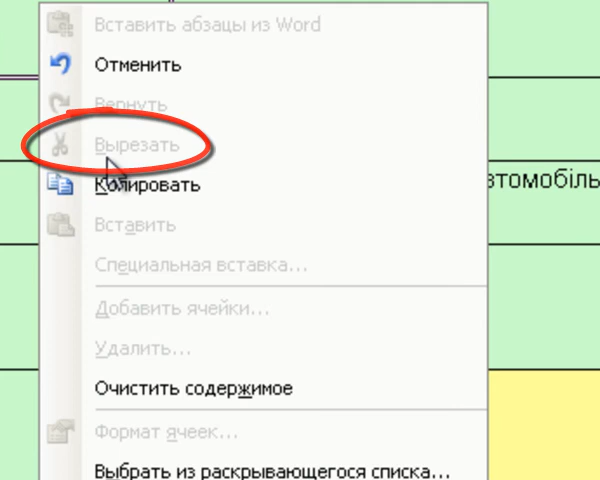 Вставить абзацы из Word
Отменить
Вернуть
Вырезать
Копировать
втомобіль
Вставить
Специальная вставка...
Добавить ячейки...
Удалить...
Очистить содержимое
Формат ячеек...
Выбрать из раскрывающегося списка...